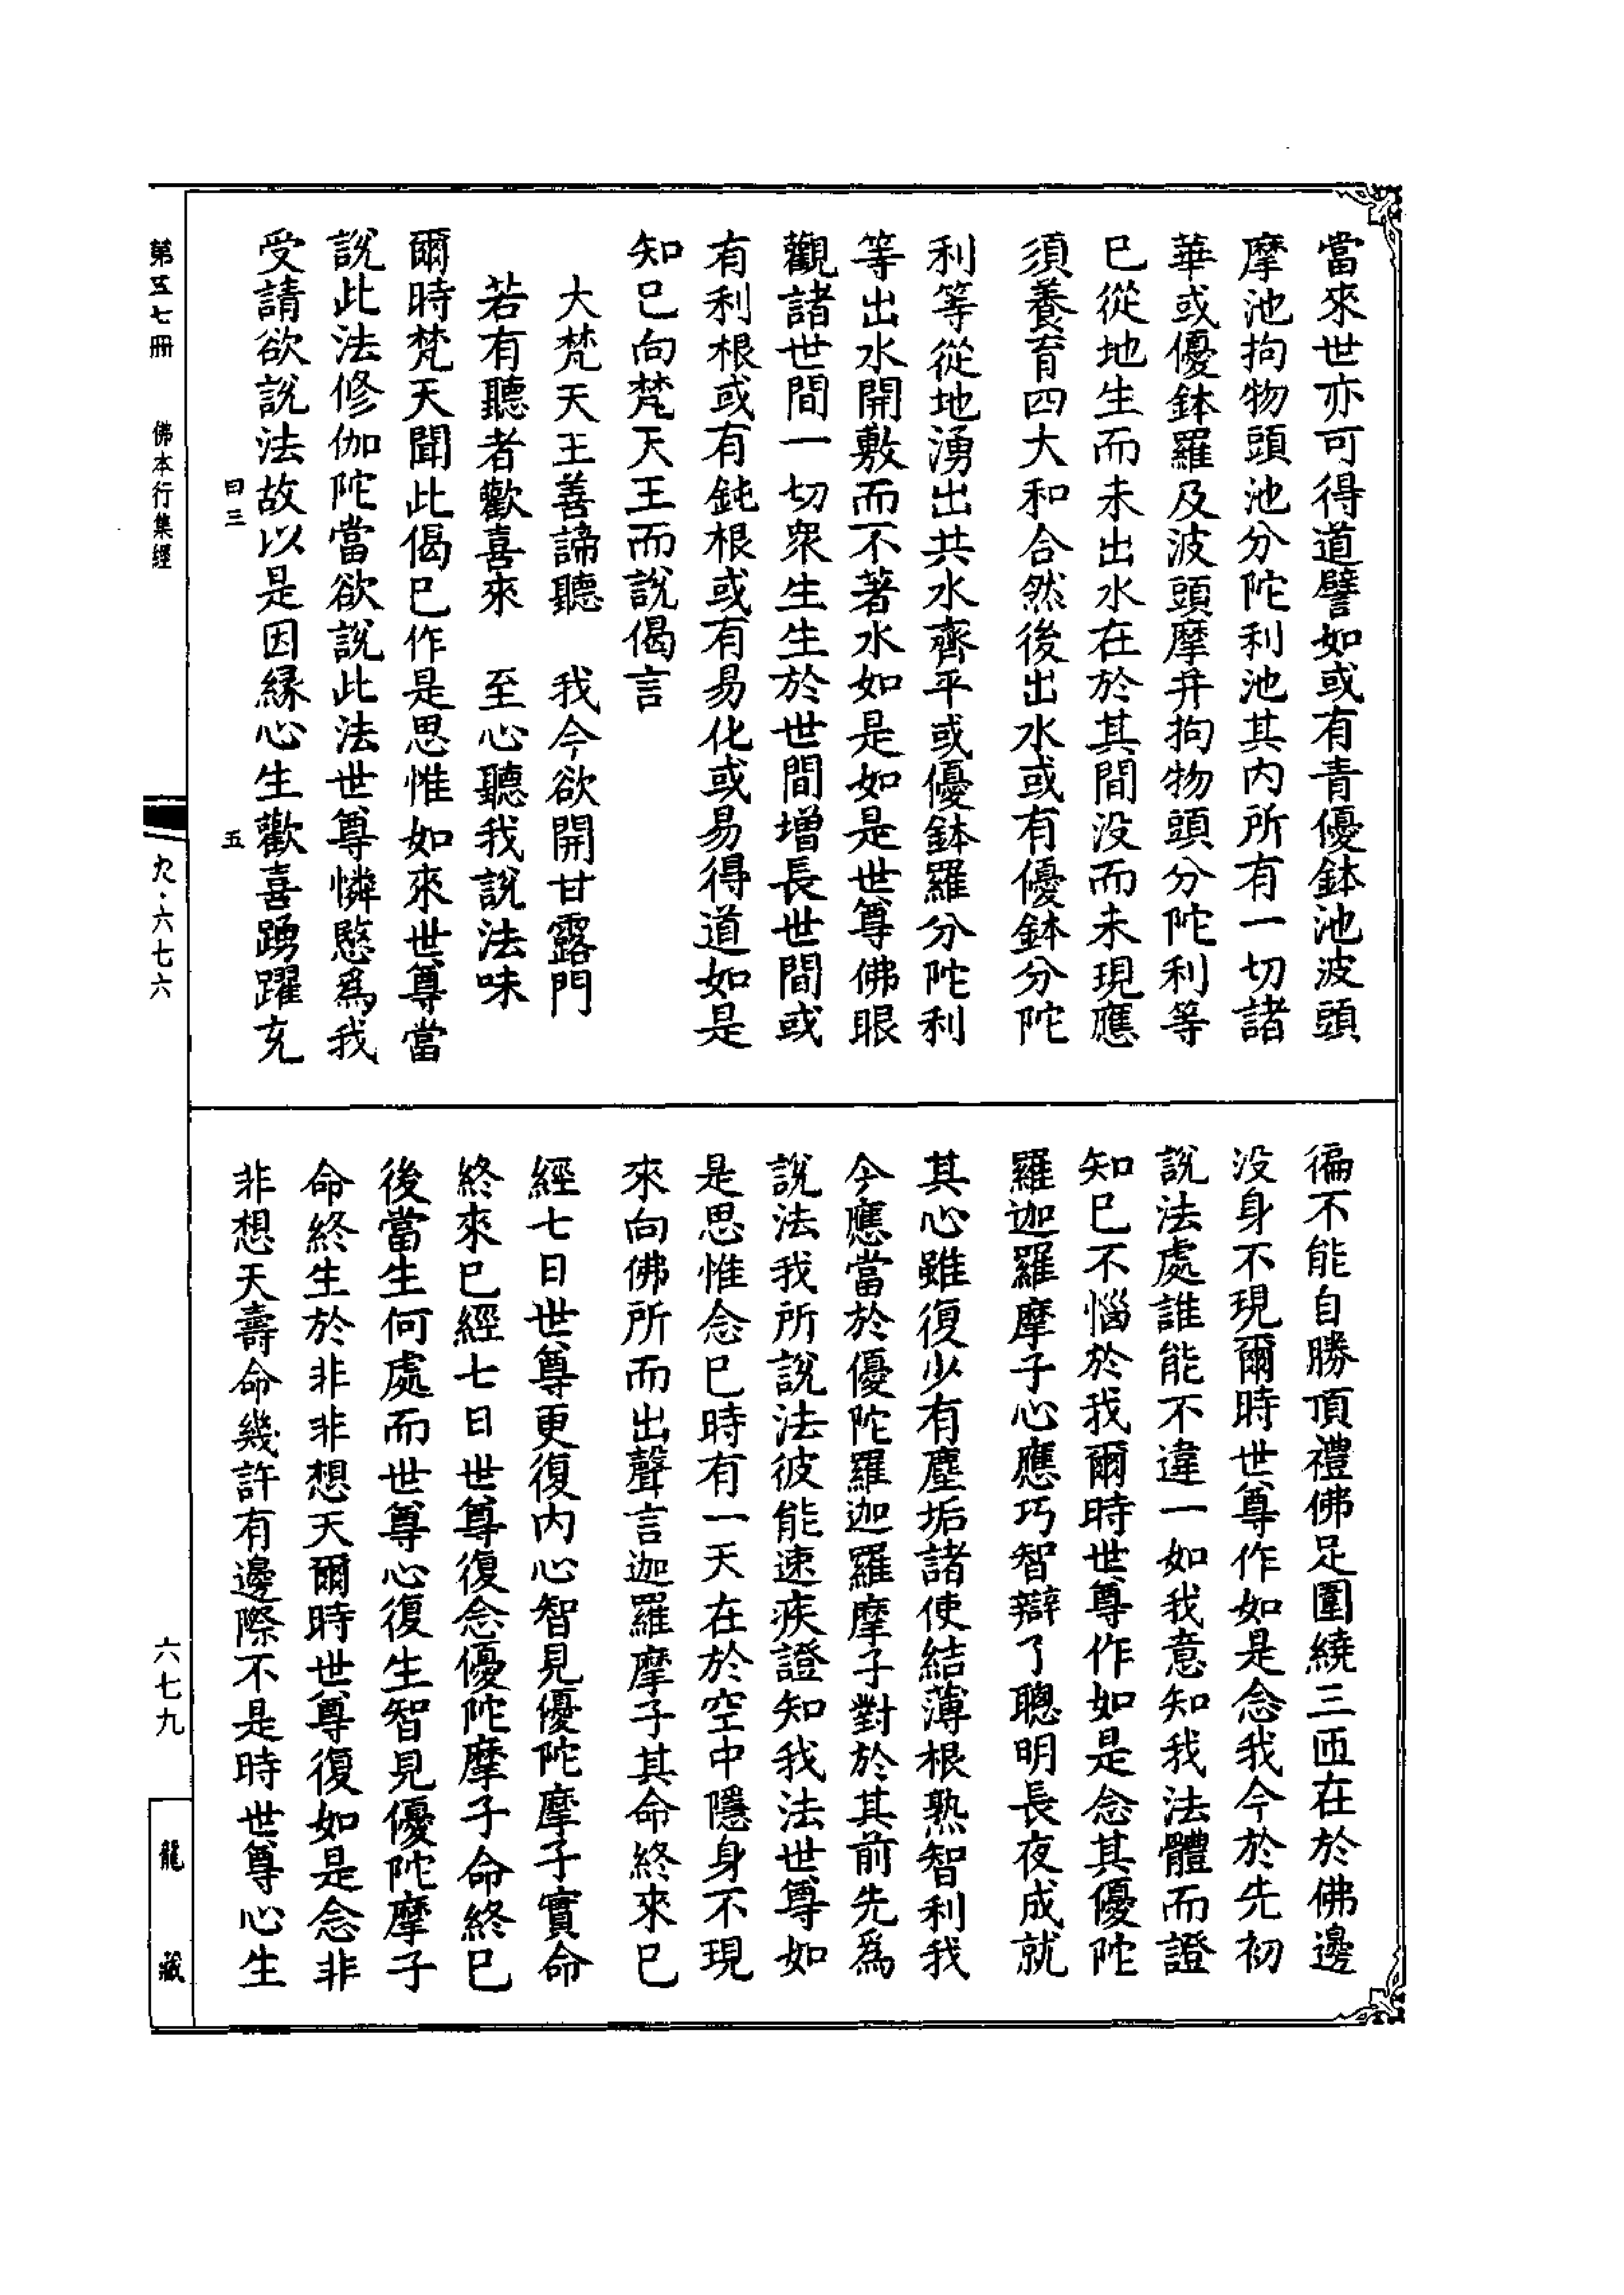 當來世亦可得道譬如或有青優鉢池波頭
摩池拘物頭池分陀利池其内所有一切諸
華或優鉢羅及波頭摩并拘物頭分陀利等
巳從地生而未出水在於其間没而未現應
須養育四大和合然後出水或有優鉢分陀
利等從地湧出共水齊平或優鉢羅分陀利
等出水開敷而不著水如是如是世尊佛眼
觀諸世間一切衆生生於世間增長世間或
有利根或有鈍根或有易化或易得道如是
知巳向梵天王而說偈言
大梵天王善諦聽　我今欲開甘露門
若有聽者歡喜來　至心聽我說法味
爾時梵天聞此偈巳作是思惟如來世尊當
說此法修伽陀當欲說此法世尊憐愍爲我
受請欲說法故以是因緣心生歡喜踴躍充
曰三　五
徧不能自勝頂禮佛足圍繞三匝在於佛邊
没身不現爾時世尊作如是念我今於先初
說法處誰能不違一如我意知我法體而證
知巳不惱於我爾時世尊作如是念其優陀
羅迦羅摩子心應巧智辯了聰明長夜成就
其心雖復少有塵垢諸使結薄根熟智利我
今應當於優陀羅迦羅摩子對於其前先爲
說法我所說法彼能速疾證知我法世尊如
是思惟念巳時有一天在於空中隱身不現
來向佛所而出聲言迦羅摩子其命終來巳
經七日世尊更復内心智見優陀摩子實命
終來巳經七日世尊復念優陀摩子命終巳
後當生何處而世尊心復生智見優陀摩子
命終生於非非想天爾時世尊復如是念非
非想天壽命幾許有邊際不是時世尊心生
第五七册　佛本行集經　九·六七六　六七九　龍藏